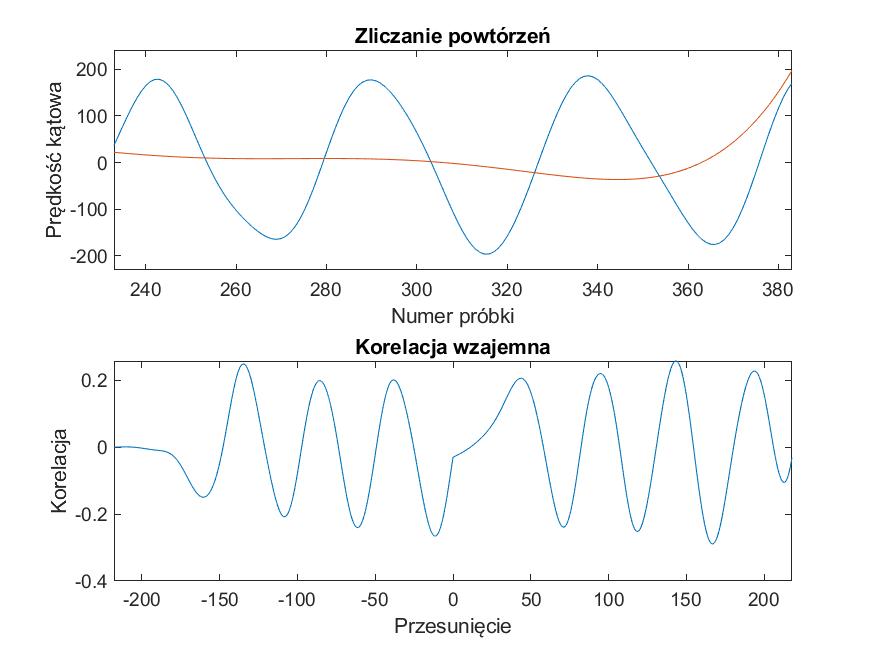 Zliczanie powtórzeń
200
100
0
-100
-200
Prędkość kątowa
240 260 280 300 320 340 360 380
Numer próbki
Korelacja wzajemna
0.2
0
-0.2
-0.4
Korelacja
-200 -150 -100 -50 0 50 100 150 200
Przesunięcie